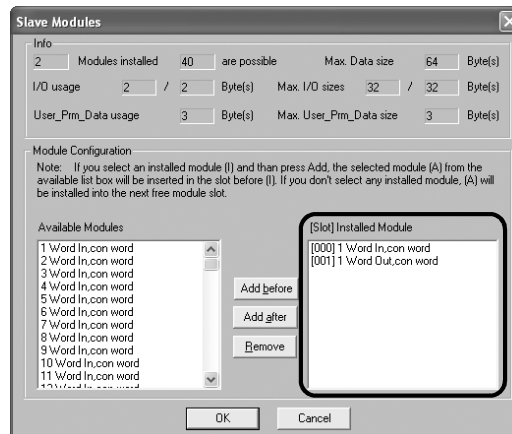 Slave Modules
Info
2 Modules installed 40 are possible Max. Data size 64 Byte(s)
I/O usage 2 / 2 Byte(s) Max. I/O sizes 32 / 32 Byte(s)
User_Prm_Data usage 3 Byte(s) Max. User_Prm_Data size 3 Byte(s)
Module Configuration
Note: If you select an installed module (I) and than press Add, the selected module (A) from the
available list box will be inserted in the slot before (I). If you don't select any installed module, (A) will
be installed into the next free module slot.
Available Modules
1 Word In,con word
2 Word In,con word
3 Word In,con word
4 Word In,con word
5 Word In,con word
6 Word In,con word
7 Word In,con word
8 Word In,con word
9 Word In,con word
10 Word In,con word
11 Word In,con word
Add before
Add after
Remove
[Slot] Installed Module
[000] 1 Word In,con word
[001] 1 Word Out,con word
OK Cancel